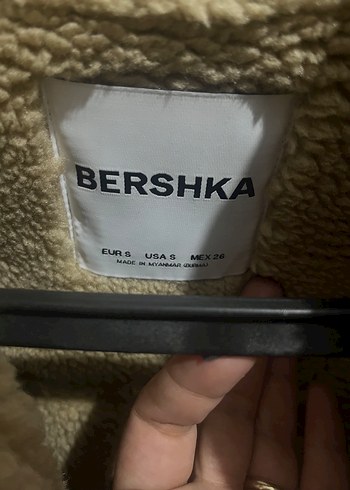 BERSHKA
EUR S USA S MEX 26
MADE IN MYANMAR (BURMA)